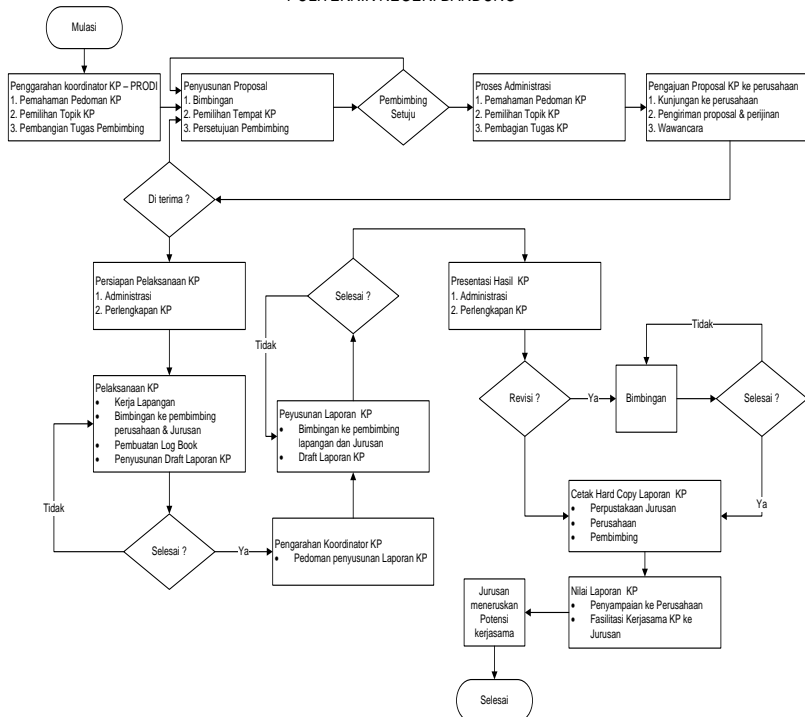 Mulasi
Penggarahan koordinator KP – PRODI
1. Pemahaman Pedoman KP
2. Pemilihan Topik KP
3. Pembangian Tugas Pembimbing
Penyusunan Proposal
1. Bimbingan
2. Pemilihan Tempat KP
3. Persetujuan Pembimbing
Pembimbing
Setuju
Proses Administrasi
1. Pemahaman Pedoman KP
2. Pemilihan Topik KP
3. Pembagian Tugas KP
Pengajuan Proposal KP ke perusahaan
1. Kunjungan ke perusahaan
2. Pengiriman proposal & perijinan
3. Wawancara
Di terima ?
Persiapan Pelaksanaan KP
1. Administrasi
2. Perlengkapan KP
Pelaksanaan KP
• Kerja Lapangan
• Bimbingan ke pembimbing
perusahaan & Jurusan
• Pembuatan Log Book
• Penyusunan Draft Laporan KP
Tidak
Selesai ?
Ya
Pengarahan Koordinator KP
• Pedoman penyusunan Laporan KP
Peyusunan Laporan KP
• Bimbingan ke pembimbing
lapangan dan Jurusan
• Draft Laporan KP
Tidak
Selesai ?
Presentasi Hasil KP
1. Administrasi
2. Perlengkapan KP
Revisi ?
Ya
Bimbingan
Tidak
Selesai ?
Ya
Cetak Hard Copy Laporan KP
• Perpustakaan Jurusan
• Perusahaan
• Pembimbing
Nilai Laporan KP
• Penyampaian ke Perusahaan
• Fasilitasi Kerjasama KP ke
Jurusan
Jurusan
meneruskan
Potensi
kerjasama
Selesai